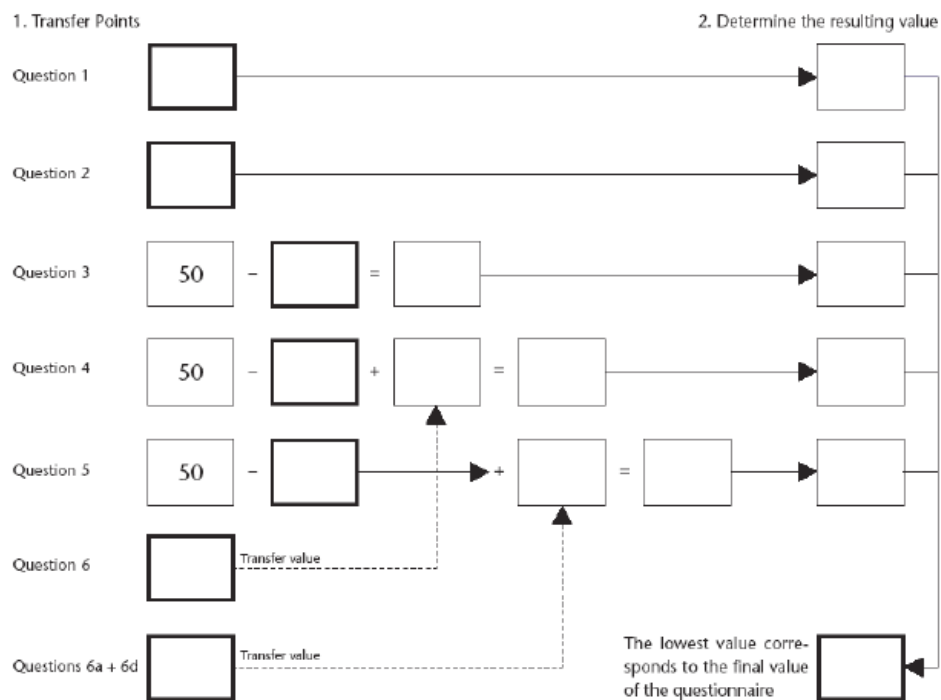 1. Transfer Points
2. Determine the resulting value
Question 1
Question 2
Question 3 50 – =
Question 4 50 – + =
Question 5 50 – + =
Question 6 Transfer value
Questions 6a + 6d Transfer value
The lowest value corre-
sponds to the final value
of the questionnaire